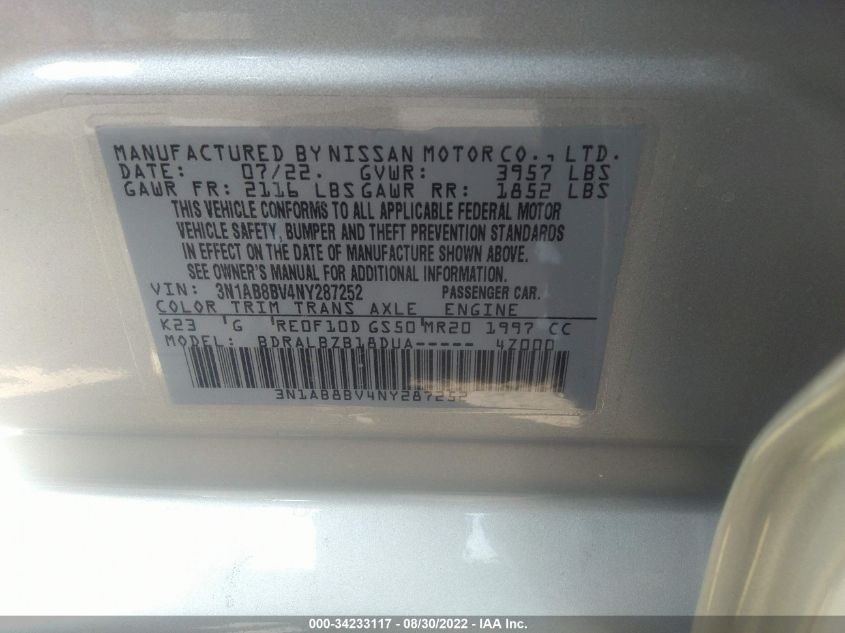 MANUFACTURED BY NISSAN MOTOR CO., LTD.
DATE: 07/22. GVWR: 3957 LBS
GAWR FR: 2116 LBS GAWR RR: 1852 LBS
THIS VEHICLE CONFORMS TO ALL APPLICABLE FEDERAL MOTOR
VEHICLE SAFETY, BUMPER AND THEFT PREVENTION STANDARDS
IN EFFECT ON THE DATE OF MANUFACTURE SHOWN ABOVE.
SEE OWNER'S MANUAL FOR ADDITIONAL INFORMATION.
VIN: 3N1AB8BV4NY287252 PASSENGER CAR.
COLOR TRIM TRANS AXLE ENGINE
K23 'G 'RE0F10D GS50'MR20 1997 CC
MODEL: BDRALBZB18DUA----- 4Z000
3N1AB8BV4NY287252
000-34233117 - 08/30/2022 - IAA Inc.